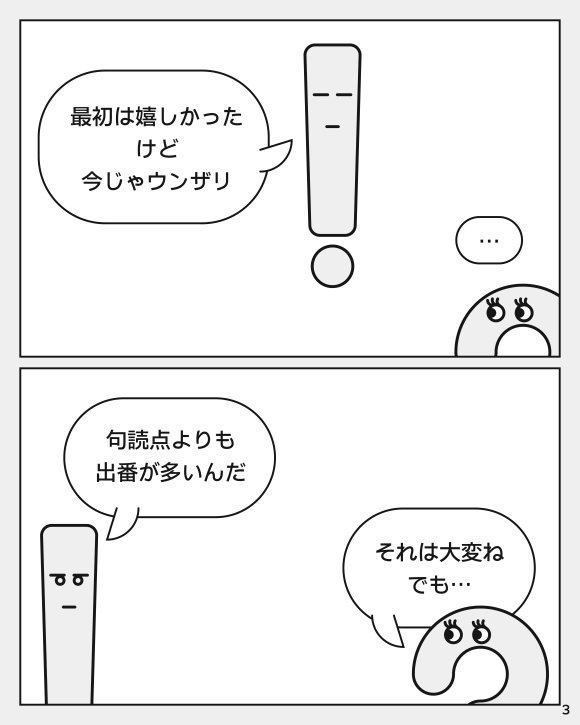 最初は嬉しかった
けど
今じゃウンザリ
…
句読点よりも
出番が多いんだ
それは大変ね
でも…
3